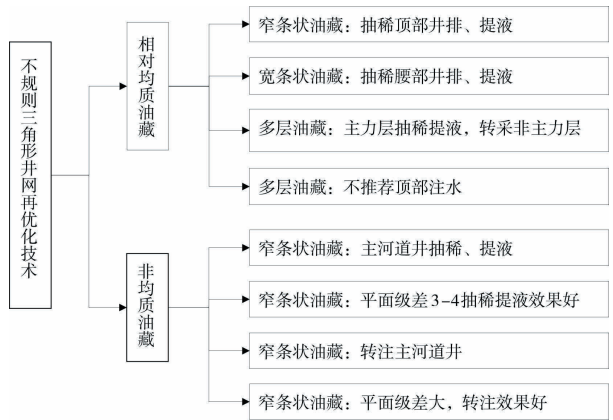 不规则三角形井网再优化技术
相对均质油藏
窄条状油藏：抽稀顶部井排、提液
宽条状油藏：抽稀腰部井排、提液
多层油藏：主力层抽稀提液，转采非主力层
多层油藏：不推荐顶部注水
非均质油藏
窄条状油藏：主河道井抽稀、提液
窄条状油藏：平面级差3-4抽稀提液效果好
窄条状油藏：转注主河道井
窄条状油藏：平面级差大，转注效果好